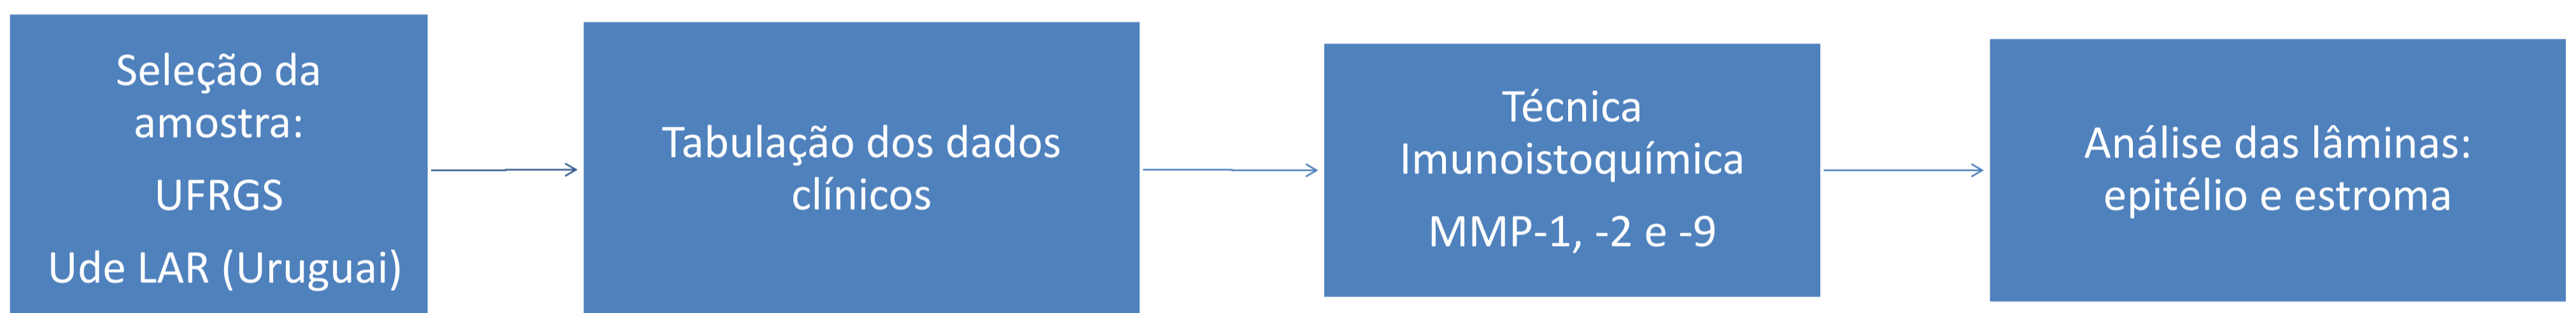 Seleção da
amostra:
UFRGS
Ude LAR (Uruguai)
Tabulação dos dados
clínicos
Técnica
Imunoistoquímica
MMP-1, -2 e -9
Análise das lâminas:
epitélio e estroma